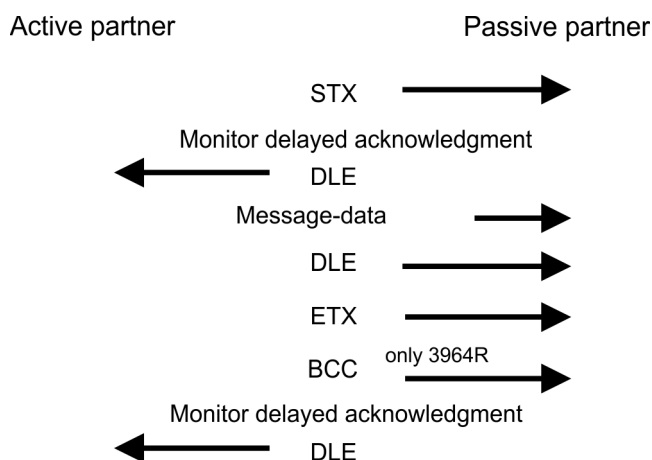 Active partner Passive partner
STX
Monitor delayed acknowledgment
DLE
Message-data
DLE
ETX
BCC only 3964R
Monitor delayed acknowledgment
DLE